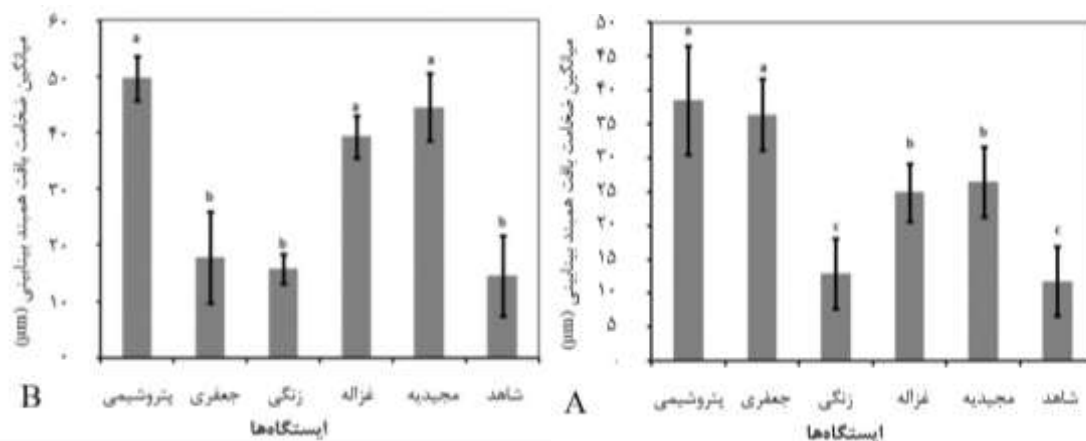 میانگین ضخامت بافت همبند بینابینی (µm)
۶۰
۵۰
۴۰
۳۰
۲۰
۱۰
۰
a
b
b
a
a
b
پتروشیمی
جعفری
زنگی
غزاله
مجیدیه
شاهد
ایستگاه‌ها
B
میانگین ضخامت بافت همبند بینابینی (µm)
۵۰
۴۵
۴۰
۳۵
۳۰
۲۵
۲۰
۱۵
۱۰
۵
۰
a
a
c
b
b
c
پتروشیمی
جعفری
زنگی
غزاله
مجیدیه
شاهد
ایستگاه‌ها
A